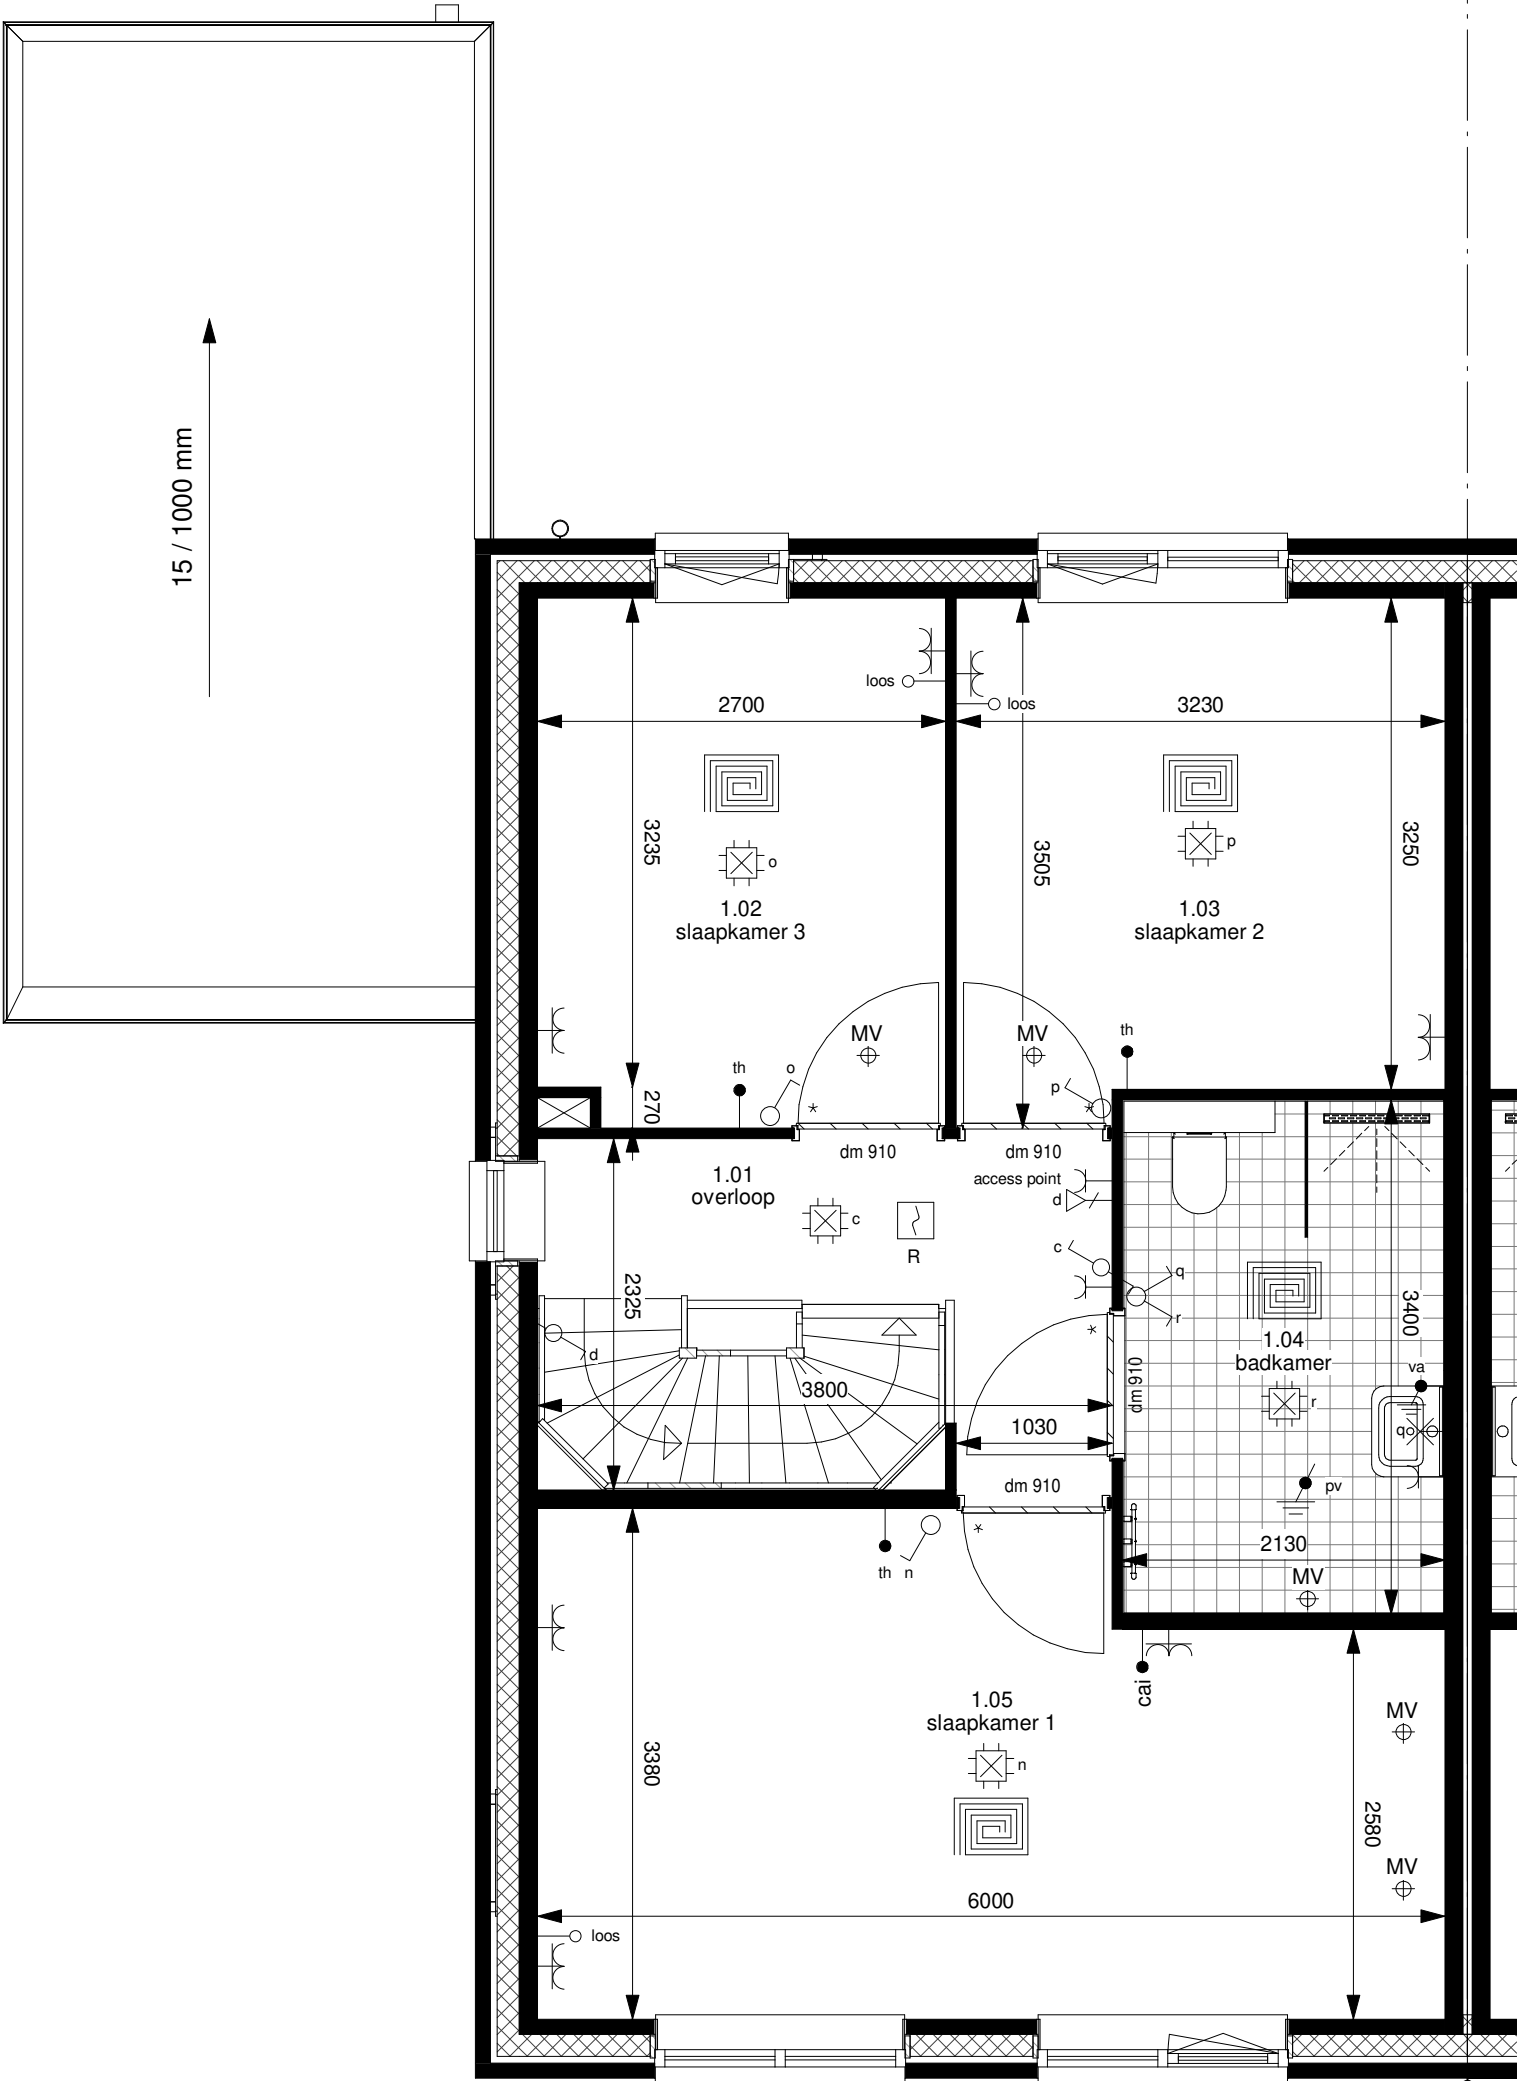 15 / 1000 mm
loos
loos
2700
3230
3235
3505
3250
o
p
1.02
slaapkamer 3
1.03
slaapkamer 2
MV
MV
th
th
o
p
270
*
*
dm 910
dm 910
1.01
overloop
access point
d
c
R
c
q
r
2325
3400
d
*
1.04
badkamer
dm 910
va
3800
r
1030
q
dm 910
pv
*
2130
th
n
MV
cai
1.05
slaapkamer 1
MV
3380
n
2580
MV
6000
loos